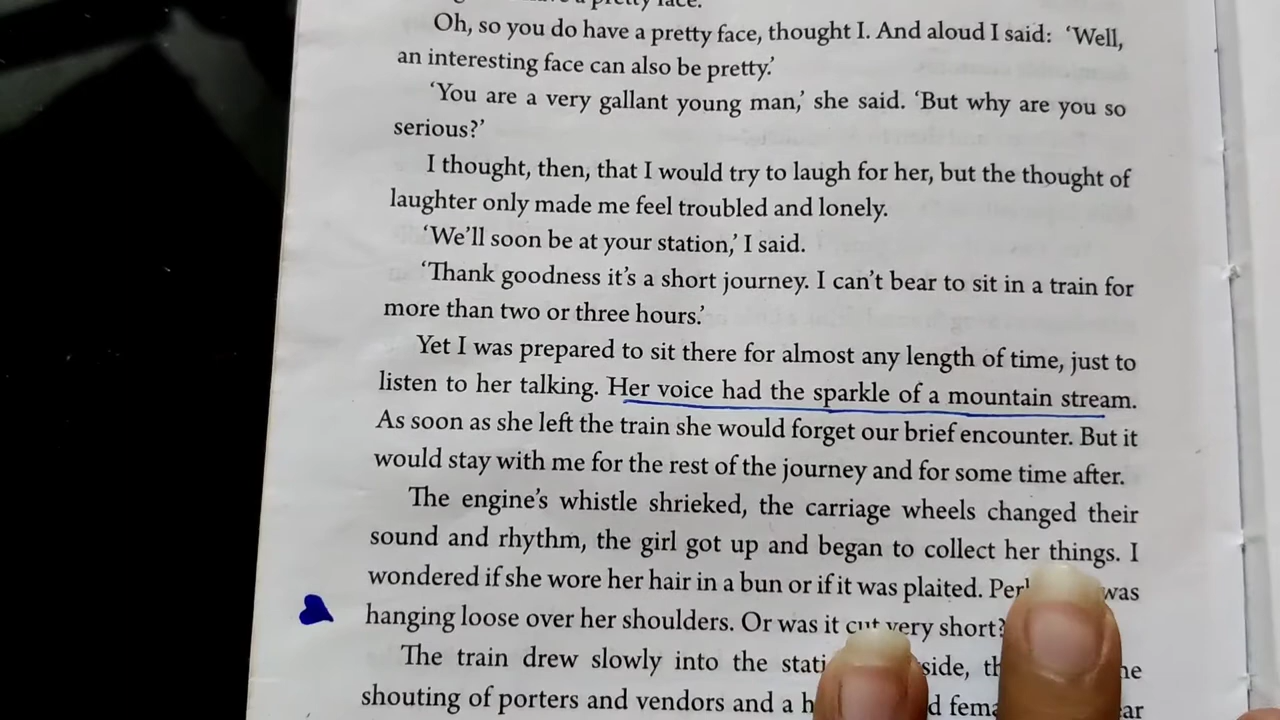 pretty face.
Oh, so you do have a pretty face, thought I. And aloud I said: ‘Well,
an interesting face can also be pretty.’
‘You are a very gallant young man,’ she said. ‘But why are you so
serious?’
I thought, then, that I would try to laugh for her, but the thought of
laughter only made me feel troubled and lonely.
‘We’ll soon be at your station,’ I said.
‘Thank goodness it’s a short journey. I can’t bear to sit in a train for
more than two or three hours.’
Yet I was prepared to sit there for almost any length of time, just to
listen to her talking. Her voice had the sparkle of a mountain stream.
As soon as she left the train she would forget our brief encounter. But it
would stay with me for the rest of the journey and for some time after.
The engine’s whistle shrieked, the carriage wheels changed their
sound and rhythm, the girl got up and began to collect her things. I
wondered if she wore her hair in a bun or if it was plaited. was
hanging loose over her shoulders. Or was it cut very short?
The train drew slowly into the
shouting of porters and vendors and a